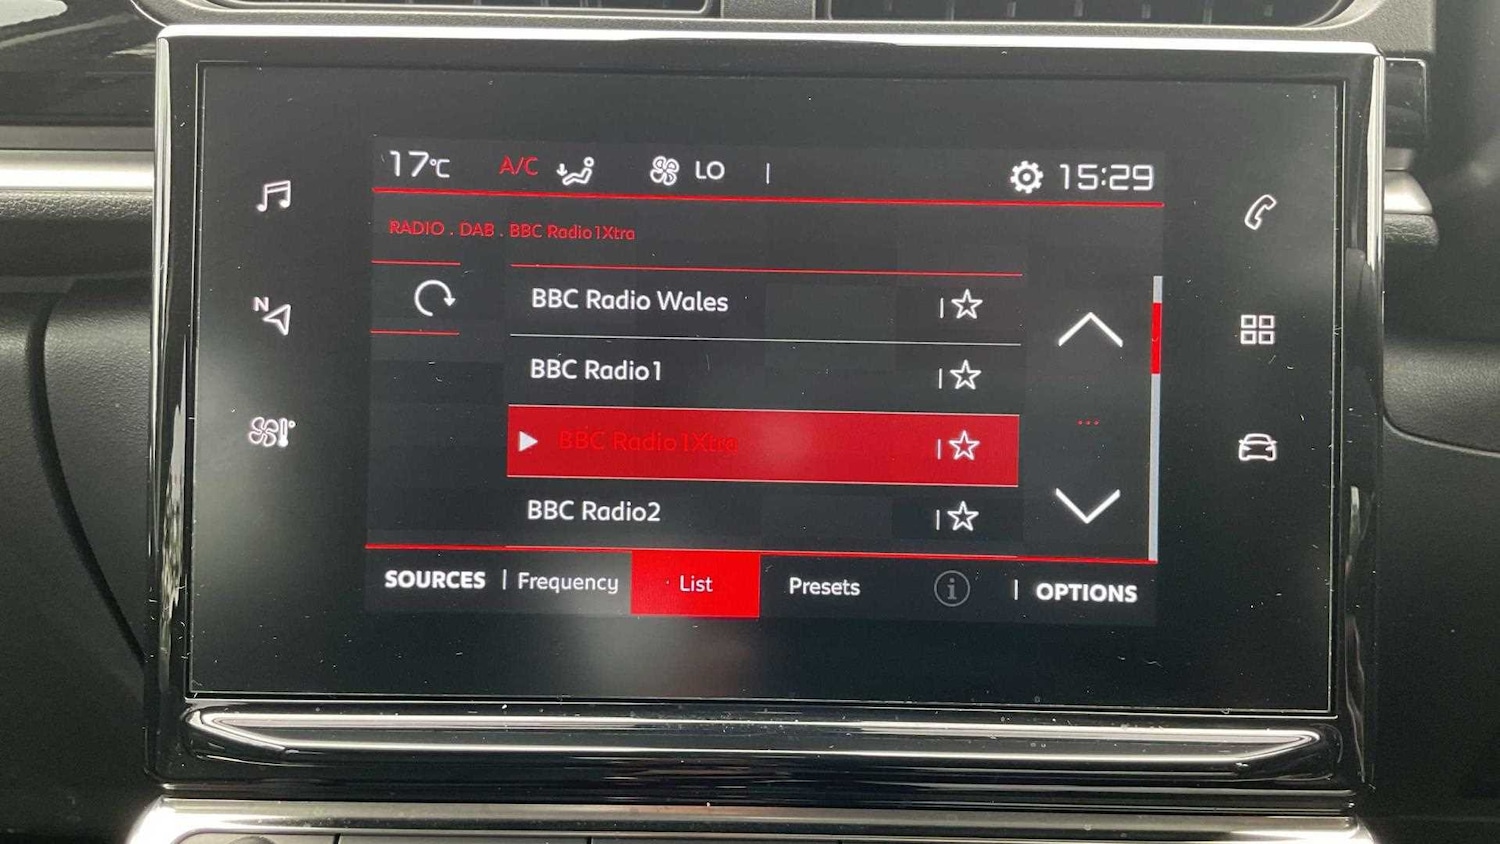 17°C A/C LO 15:29
RADIO . DAB . BBC Radio1Xtra
N
BBC Radio Wales
BBC Radio1
BBC Radio1Xtra
BBC Radio2
SOURCES Frequency List Presets i OPTIONS